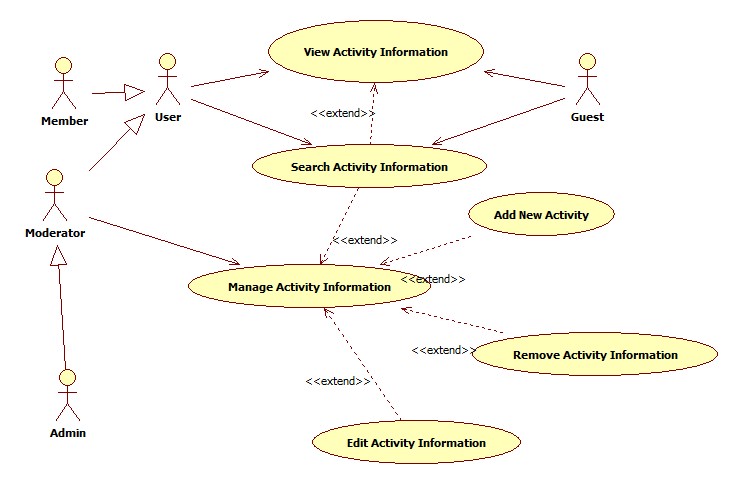 View Activity Information
Member
User
Guest
<<extend>>
Search Activity Information
Moderator
Add New Activity
<<extend>>
<<extend>>
Manage Activity Information
<<extend>>
Remove Activity Information
<<extend>>
Admin
Edit Activity Information